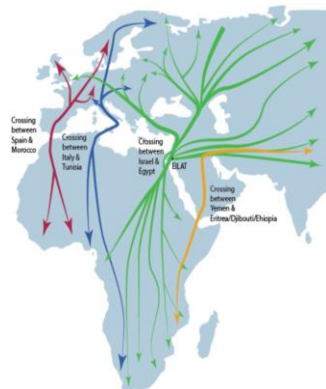 Crossing
between
Spain &
Morocco
Crossing
between
Italy &
Tunisia
Crossing
between
Israel &
Egypt
EILAT
Crossing
between
Yemen &
Eritrea/Djibouti/Ehiopia